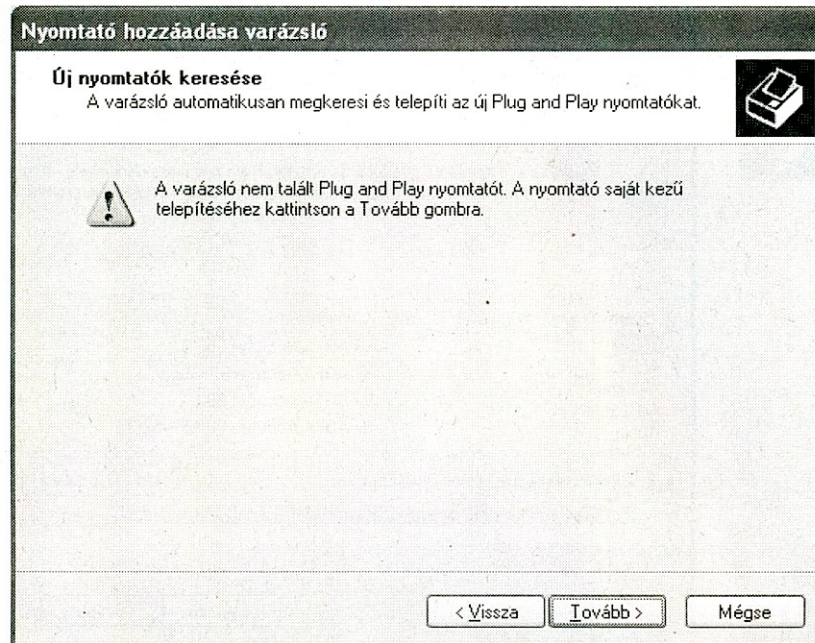 Nyomtató hozzáadása varázsló
Új nyomtatók keresése
A varázsló automatikusan megkeresi és telepíti az új Plug and Play nyomtatókat.
A varázsló nem talált Plug and Play nyomtatót. A nyomtató saját kezű
telepítéséhez kattintson a Tovább gombra.
< Vissza
Tovább >
Mégse